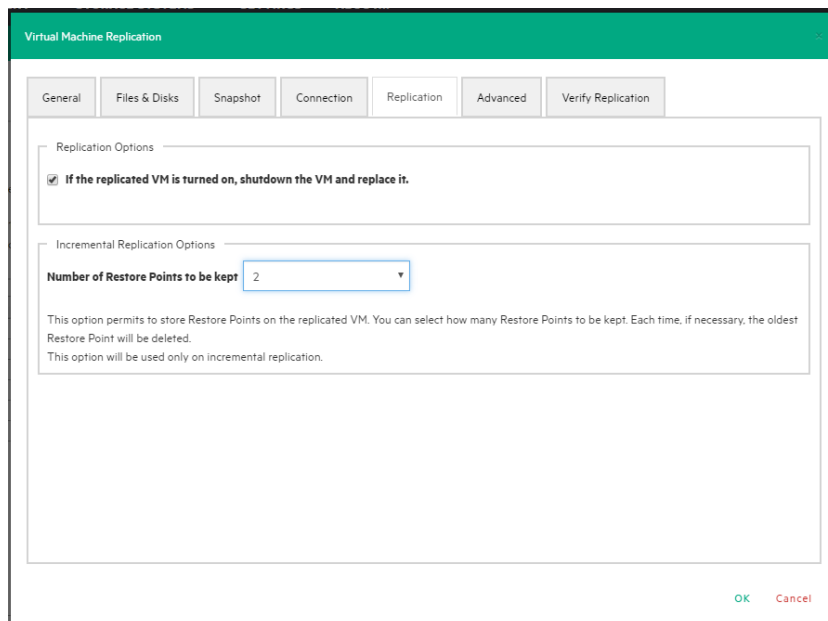 Virtual Machine Replication
General
Files & Disks
Snapshot
Connection
Replication
Advanced
Verify Replication
Replication Options
If the replicated VM is turned on, shutdown the VM and replace it.
Incremental Replication Options
Number of Restore Points to be kept 2
This option permits to store Restore Points on the replicated VM. You can select how many Restore Points to be kept. Each time, if necessary, the oldest
Restore Point will be deleted.
This option will be used only on incremental replication.
OK Cancel